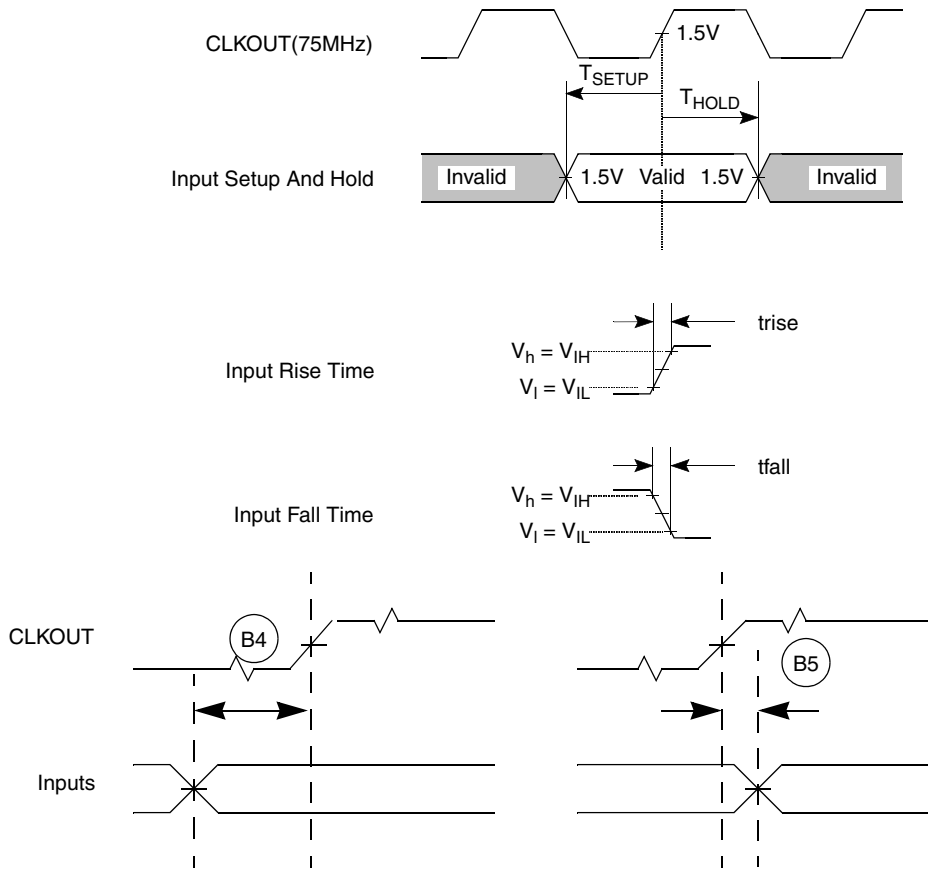 CLKOUT(75MHz)
1.5V
TSETUP
THOLD
Input Setup And Hold
Invalid
1.5V Valid 1.5V
Invalid
trise
Vh = VIH
Input Rise Time
Vl = VIL
tfall
Vh = VIH
Input Fall Time
Vl = VIL
CLKOUT
B4
B5
Inputs